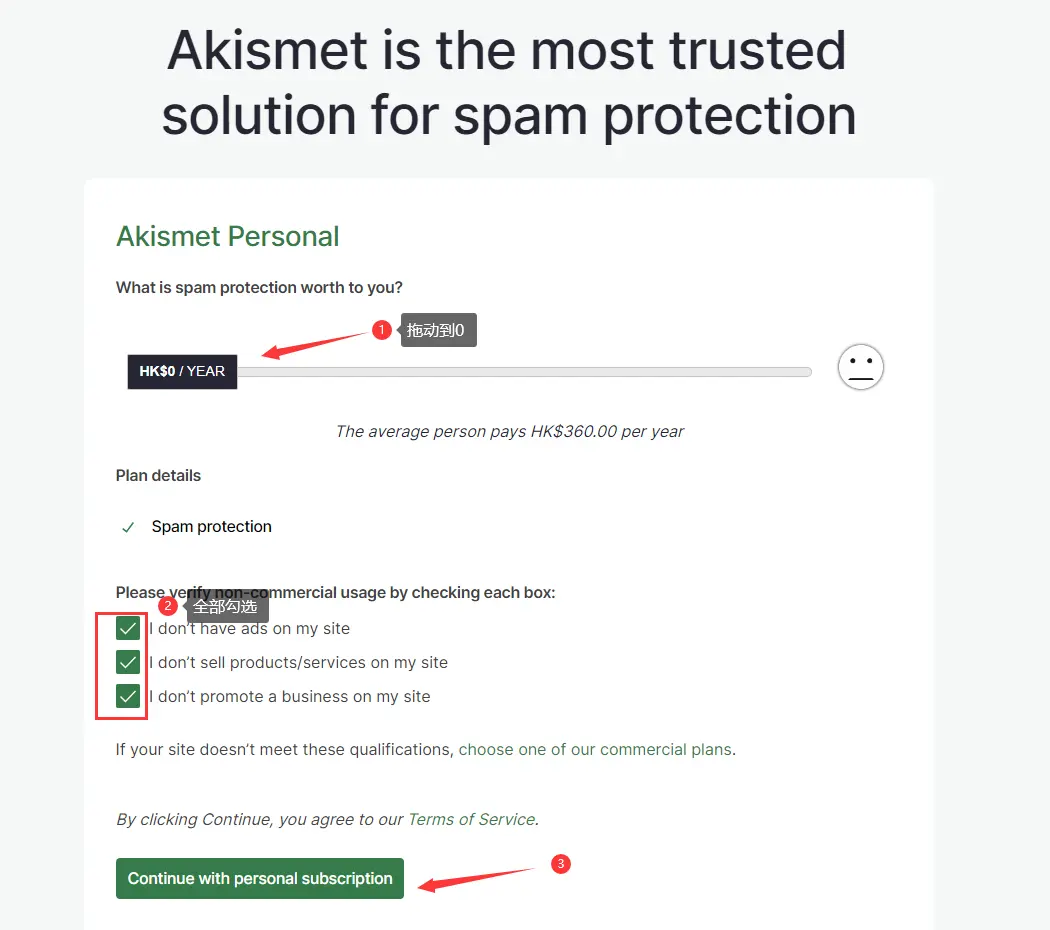 Akismet is the most trusted
solution for spam protection
Akismet Personal
What is spam protection worth to you?
1 拖动到0
HK$0 / YEAR
The average person pays HK$360.00 per year
Plan details
Spam protection
Please verify non-commercial usage by checking each box:
2 全部勾选
I don’t have ads on my site
I don’t sell products/services on my site
I don’t promote a business on my site
If your site doesn’t meet these qualifications, choose one of our commercial plans.
By clicking Continue, you agree to our Terms of Service.
Continue with personal subscription
3